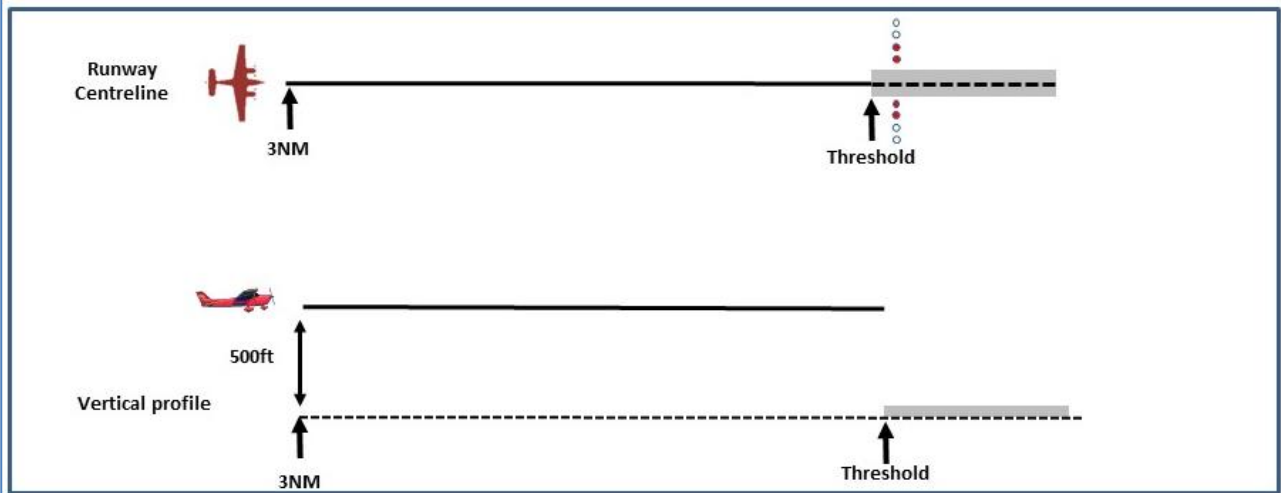 Runway
Centreline
3NM
Threshold
500ft
Vertical profile
3NM
Threshold